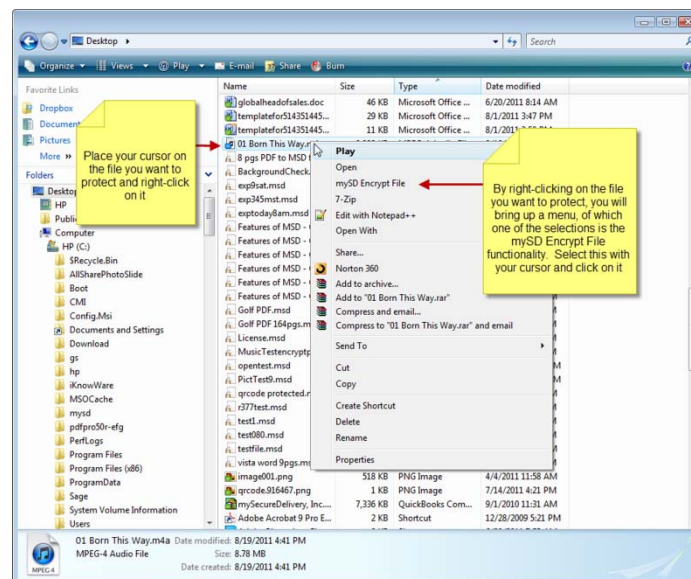 Desktop
Search
Organize
Views
Play
E-mail
Share
Burn
Favorite Links
Dropbox
Document
Pictures
More »
Folders
Desktop
HP
Public
Computer
HP (C:)
$Recycle.Bin
AllSharePhotoSlide
Boot
CMI
Config.Msi
Documents and Settings
Download
gs
hp
iKnowWare
MSOCache
mysd
pdfpro50r-efg
PerfLogs
Program Files
Program Files (x86)
ProgramData
Sage
System Volume Information
Users
Place your cursor on
the file you want to
protect and right-click
on it
Name Size Type Date modified
globalheadofsales.doc 46 KB Microsoft Office ... 6/20/2011 8:14 AM
templatefor514351445... 29 KB Microsoft Office ... 8/1/2011 3:47 PM
templatefor514351445... 11 KB Microsoft Office ... 8/1/2011
01 Born This Way.m
8 pgs PDF to MSD
BackgroundCheck.
exp9sat.msd
exp345mst.msd
exptoday8am.msd
Features of MSD -
Features of MSD -
Features of MSD -
Features of MSD -
Features of MSD -
Features of MSD -
Golf PDF.msd
Golf PDF 164pgs.m
License.msd
MusicTestencryptp
opentest.msd
PictTest9.msd
qrcode protected.m
r377test.msd
test1.msd
test080.msd
testfile.msd
vista word 9pgs.m
image001.png 518 KB PNG Image 4/4/2011 11:58 AM
qrcode.916467.png 1 KB PNG Image 7/14/2011 4:21 PM
mySecureDelivery, Inc.... 7,336 KB QuickBooks Com... 9/1/2010 11:31 AM
Adobe Acrobat 9 Pro E... 2 KB Shortcut 12/28/2009 5:21 PM
Play
Open
mySD Encrypt File
7-Zip
Edit with Notepad++
Open With
Share...
Norton 360
Add to archive...
Add to "01 Born This Way.rar"
Compress and email...
Compress to "01 Born This Way.rar" and email
Send To
Cut
Copy
Create Shortcut
Delete
Rename
Properties
By right-clicking on the file
you want to protect, you will
bring up a menu, of which
one of the selections is the
mySD Encrypt File
functionality. Select this with
your cursor and click on it
01 Born This Way.m4a Date modified: 8/19/2011 4:41 PM
MPEG-4 Audio File Size: 8.78 MB
Date created: 8/19/2011 4:41 PM
MPEG-4